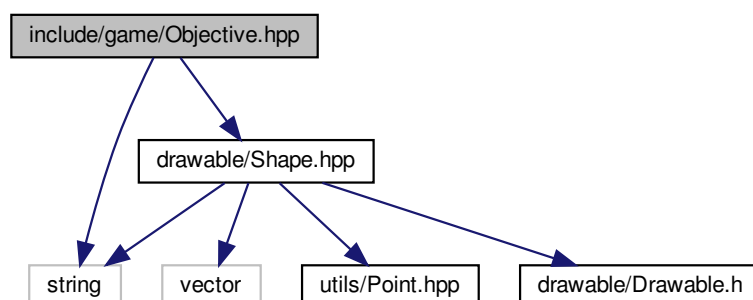 include/game/Objective.hpp
drawable/Shape.hpp
string
vector
utils/Point.hpp
drawable/Drawable.h